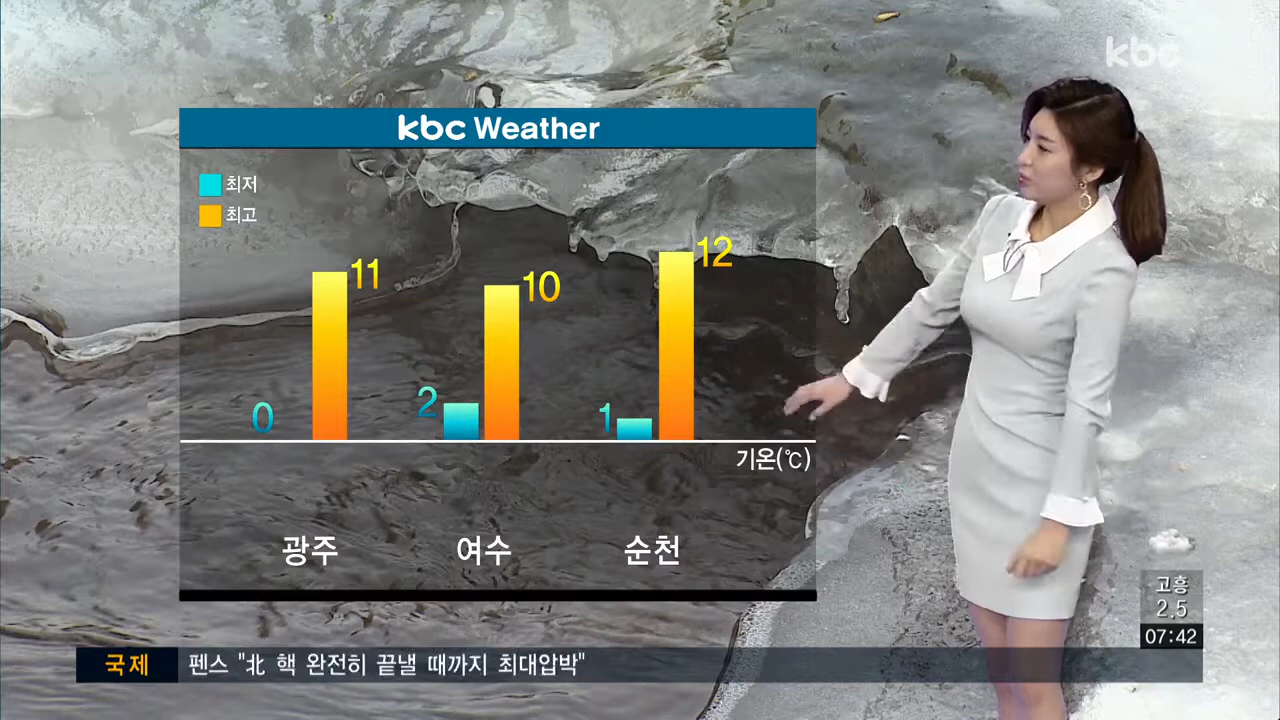 kbc
kbc Weather
최저
최고
0
11
2
10
1
12
기온(℃)
광주
여수
순천
고흥
2.5
07:42
국제
펜스 "北 핵 완전히 끝낼 때까지 최대압박"